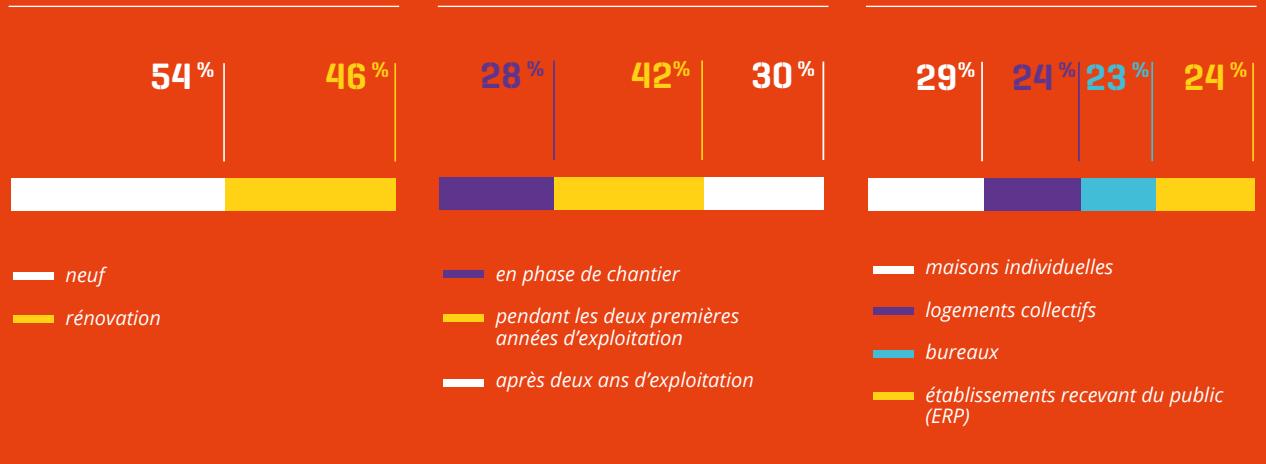 54 %
46 %
neuf
rénovation
28 %
42%
30 %
en phase de chantier
pendant les deux premières
années d’exploitation
après deux ans d’exploitation
29%
24 %
23 %
24 %
maisons individuelles
logements collectifs
bureaux
établissements recevant du public
(ERP)